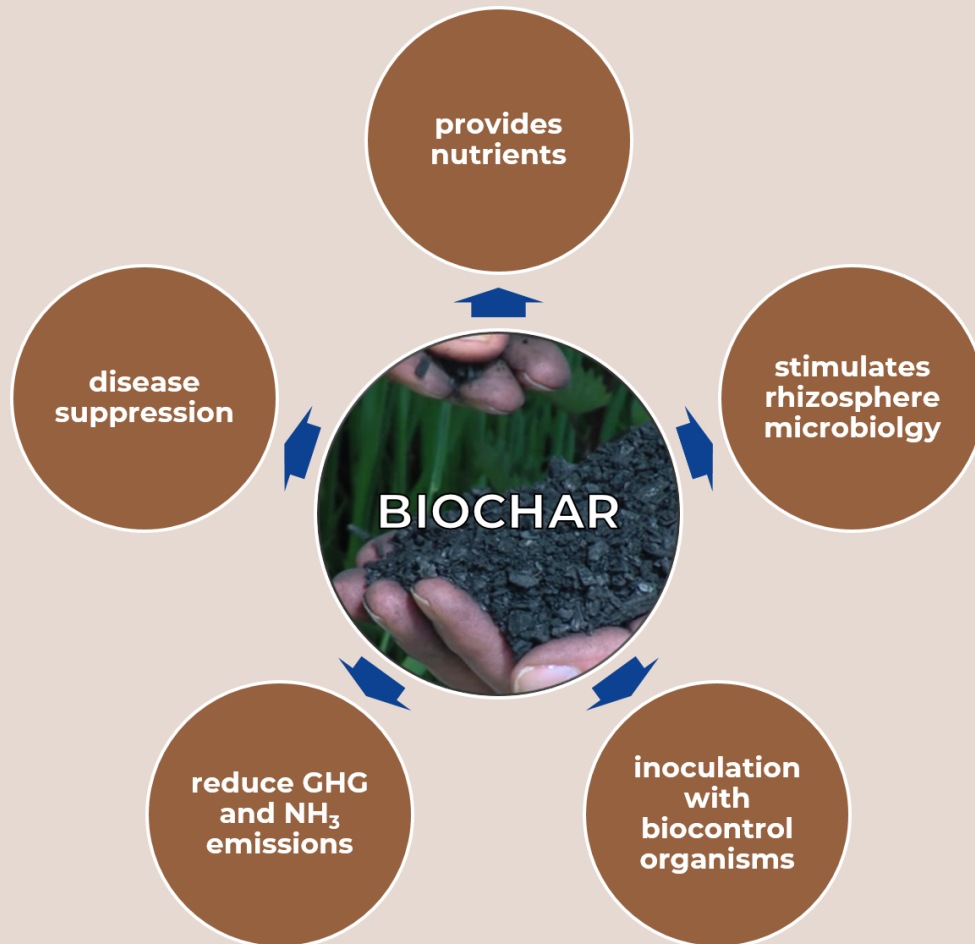 provides
nutrients
disease
suppression
stimulates
rhizosphere
microbiolgy
BIOCHAR
reduce GHG
and NH₃
emissions
inoculation
with
biocontrol
organisms